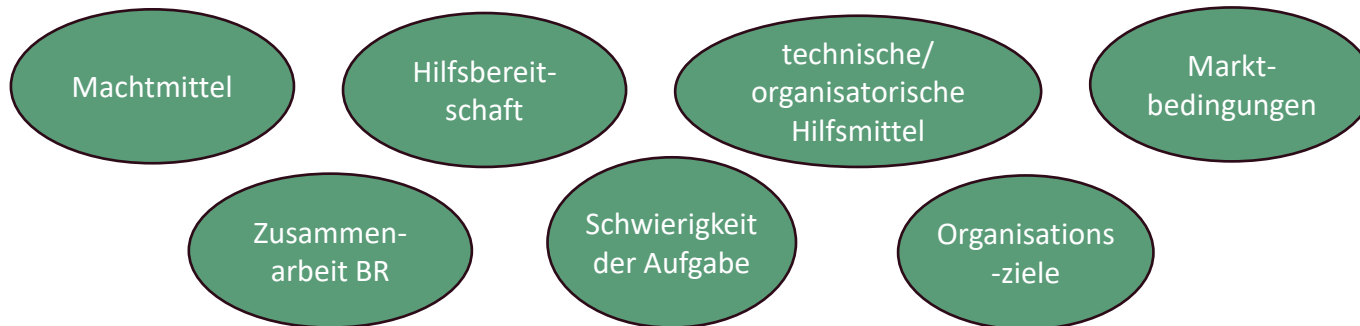 Machtmittel
Hilfsbereit-
schaft
technische/
organisatorische
Hilfsmittel
Markt-
bedingungen
Zusammen-
arbeit BR
Schwierigkeit
der Aufgabe
Organisations
-ziele